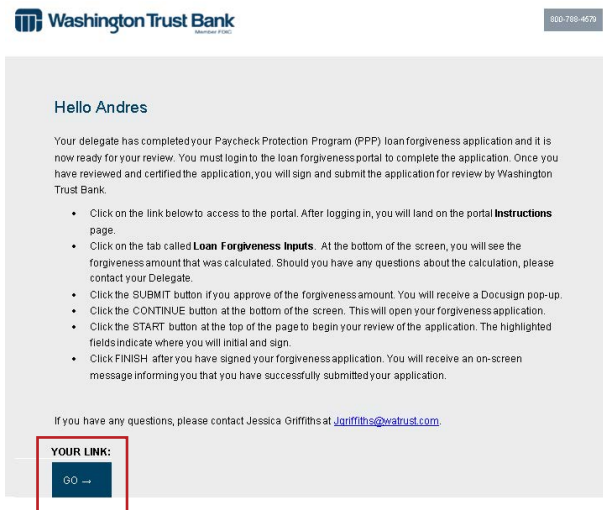 Washington Trust Bank
Member FDIC
800-788-4579
Hello Andres
Your delegate has completed your Paycheck Protection Program (PPP) loan forgiveness application and it is
now ready for your review. You must login to the loan forgiveness portal to complete the application. Once you
have reviewed and certified the application, you will sign and submit the application for review by Washington
Trust Bank.
• Click on the link below to access to the portal. After logging in, you will land on the portal Instructions
page.
• Click on the tab called Loan Forgiveness Inputs. At the bottom of the screen, you will see the
forgiveness amount that was calculated. Should you have any questions about the calculation, please
contact your Delegate.
• Click the SUBMIT button if you approve of the forgiveness amount. You will receive a Docusign pop-up.
• Click the CONTINUE button at the bottom of the screen. This will open your forgiveness application.
• Click the START button at the top of the page to begin your review of the application. The highlighted
fields indicate where you will initial and sign.
• Click FINISH after you have signed your forgiveness application. You will receive an on-screen
message informing you that you have successfully submitted your application.
If you have any questions, please contact Jessica Griffiths at Jgriffiths@watrust.com.
YOUR LINK:
GO →